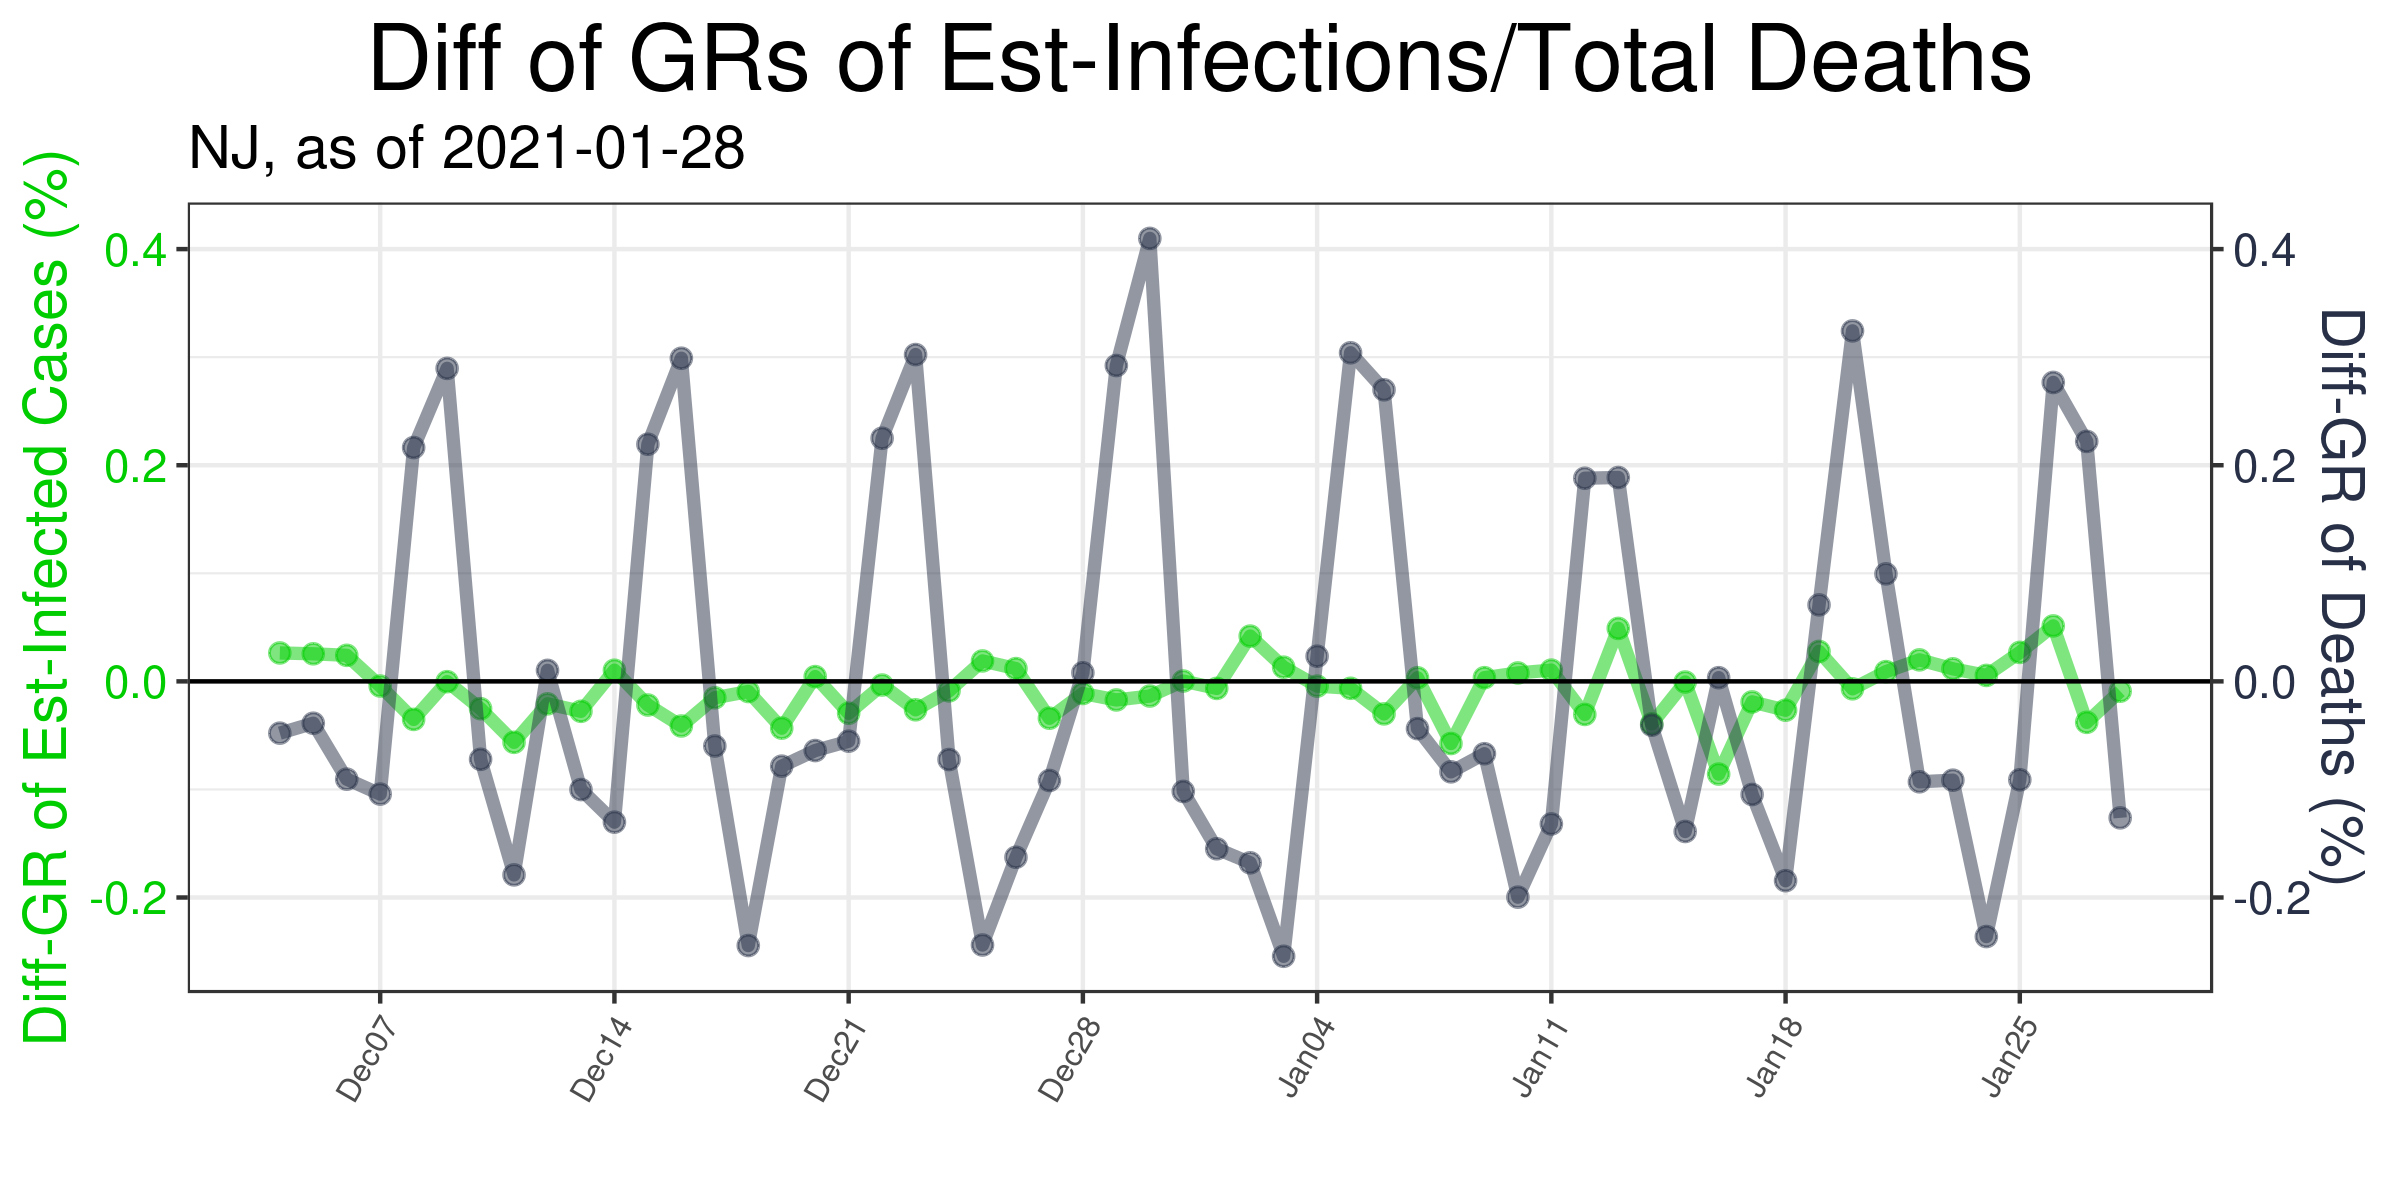 Diff of GRs of Est-Infections/Total Deaths
NJ, as of 2021-01-28
Diff-GR of Est-Infected Cases (%)
0.4
0.2
0.0
-0.2
0.4
0.2
0.0
-0.2
Diff-GR of Deaths (%)
Dec07
Dec14
Dec21
Dec28
Jan04
Jan11
Jan18
Jan25